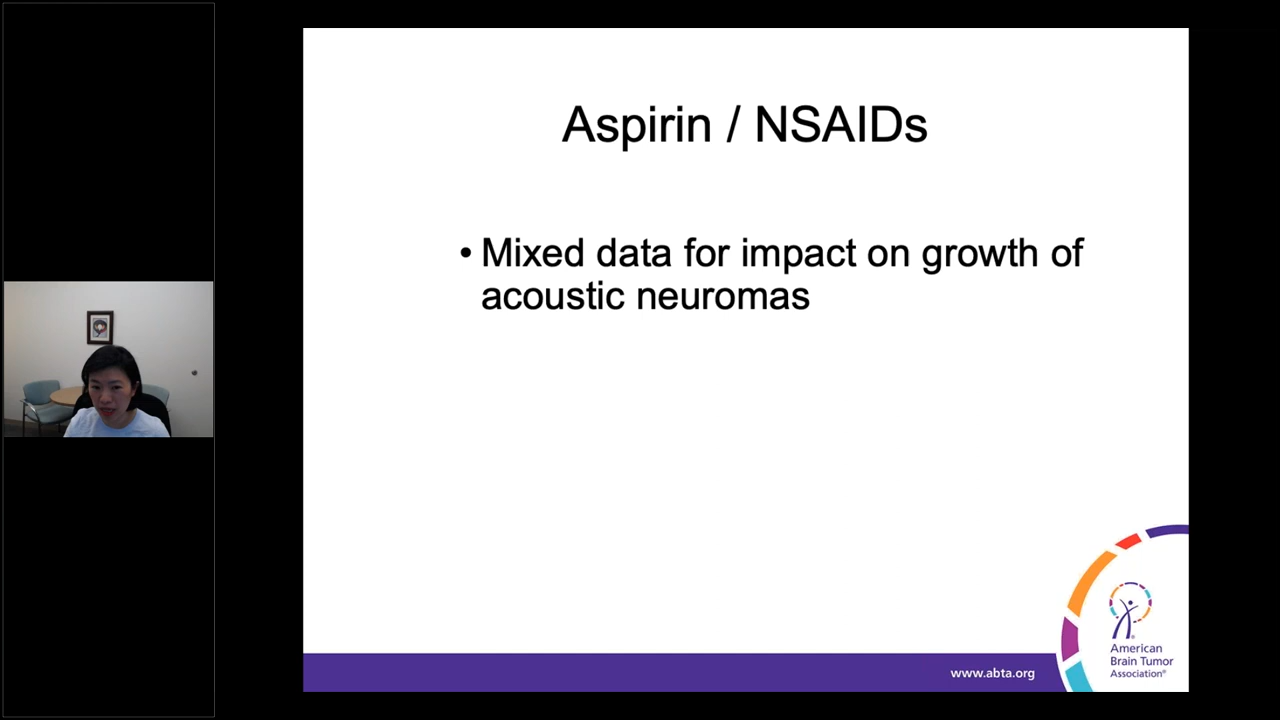 Aspirin / NSAIDs
• Mixed data for impact on growth of
acoustic neuromas
www.abta.org
American
Brain Tumor
Association®